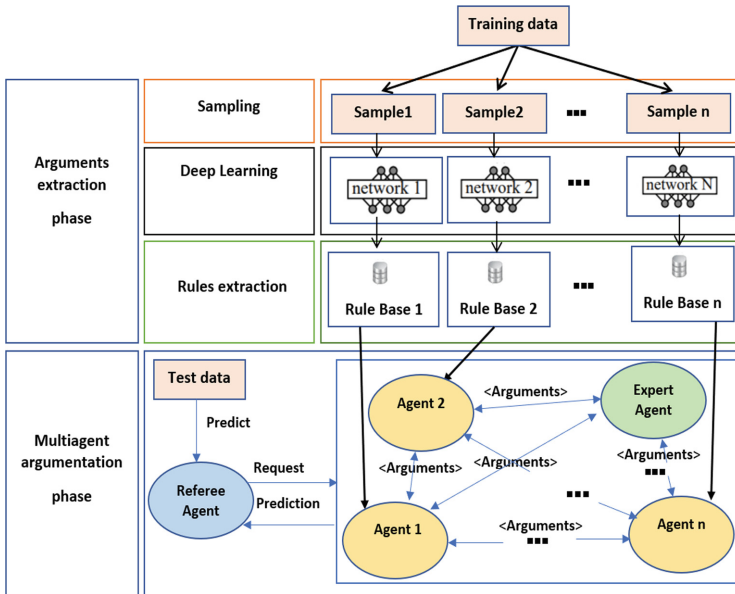 Training data
Sampling
Sample1
Sample2
...
Sample n
Arguments
extraction
phase
Deep Learning
network 1
network 2
...
network N
Rules extraction
Rule Base 1
Rule Base 2
...
Rule Base n
Multiagent
argumentation
phase
Test data
Predict
Referee
Agent
Request
Prediction
Agent 2
<Arguments>
Expert
Agent
<Arguments>
<Arguments>
<Arguments>
...
...
Agent 1
<Arguments>
...
Agent n